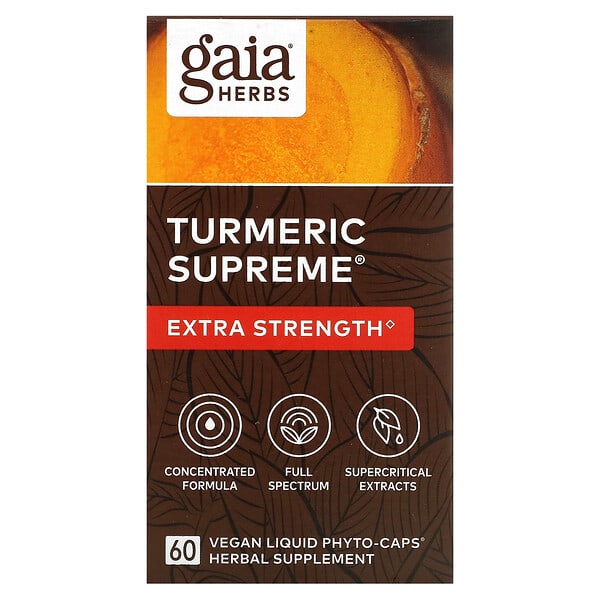 gaia®
HERBS
TURMERIC
SUPREME®
EXTRA STRENGTH◇
CONCENTRATED
FORMULA
FULL
SPECTRUM
SUPERCRITICAL
EXTRACTS
60 VEGAN LIQUID PHYTO-CAPS®
HERBAL SUPPLEMENT